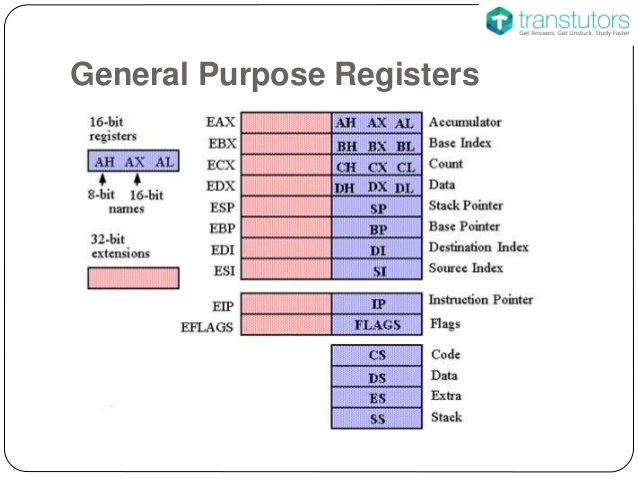 transtutors
Get Answers. Get Unstuck. Study Faster
General Purpose Registers
16-bit
registers
AH AX AL
8-bit 16-bit
names
32-bit
extensions
EAX AH AX AL Accumulator
EBX BH BX BL Base Index
ECX CH CX CL Count
EDX DH DX DL Data
ESP SP Stack Pointer
EBP BP Base Pointer
EDI DI Destination Index
ESI SI Source Index
EIP IP Instruction Pointer
EFLAGS FLAGS Flags
CS Code
DS Data
ES Extra
SS Stack